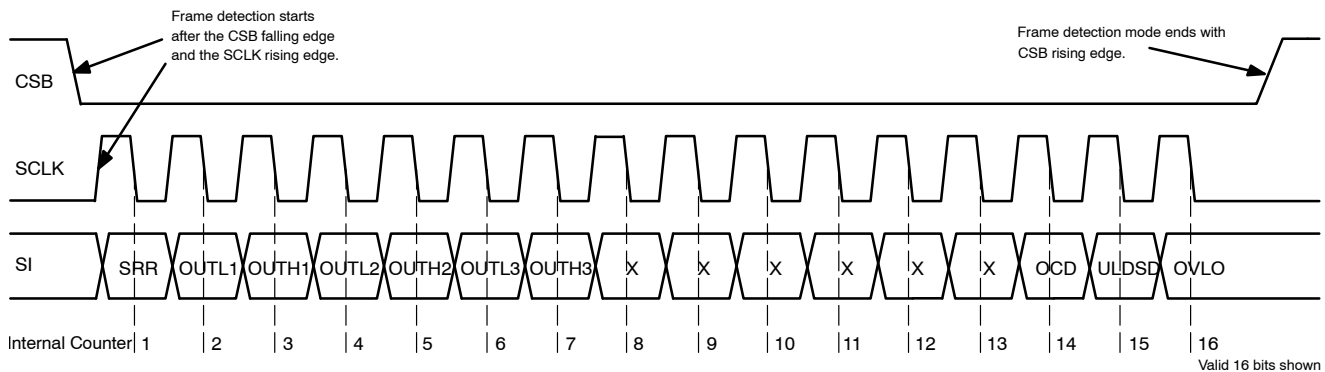 Frame detection starts
after the CSB falling edge
and the SCLK rising edge.
Frame detection mode ends with
CSB rising edge.
CSB
SCLK
SI SRR OUTL1 OUTH1 OUTL2 OUTH2 OUTL3 OUTH3 X X X X X X OCD ULDSD OVLO
Internal Counter 1 2 3 4 5 6 7 8 9 10 11 12 13 14 15 16
Valid 16 bits shown